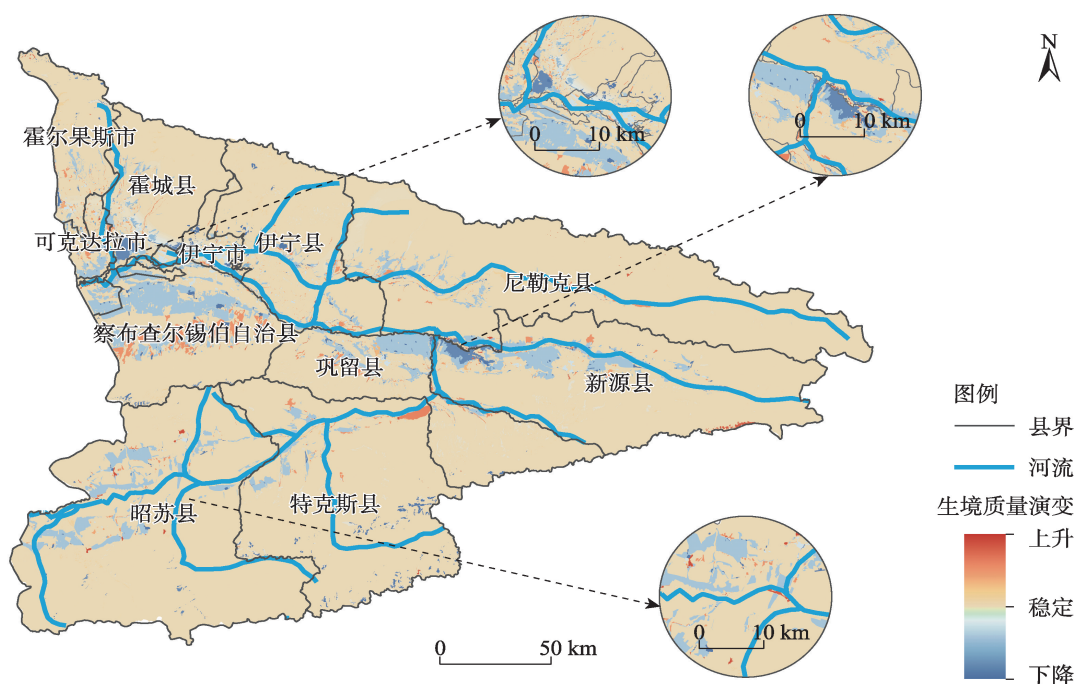 N
0 10 km
0 10 km
霍尔果斯市
霍城县
可克达拉市
伊宁市
伊宁县
尼勒克县
察布查尔锡伯自治县
巩留县
新源县
特克斯县
昭苏县
0 10 km
0 50 km
图例
县界
河流
生境质量演变
上升
稳定
下降